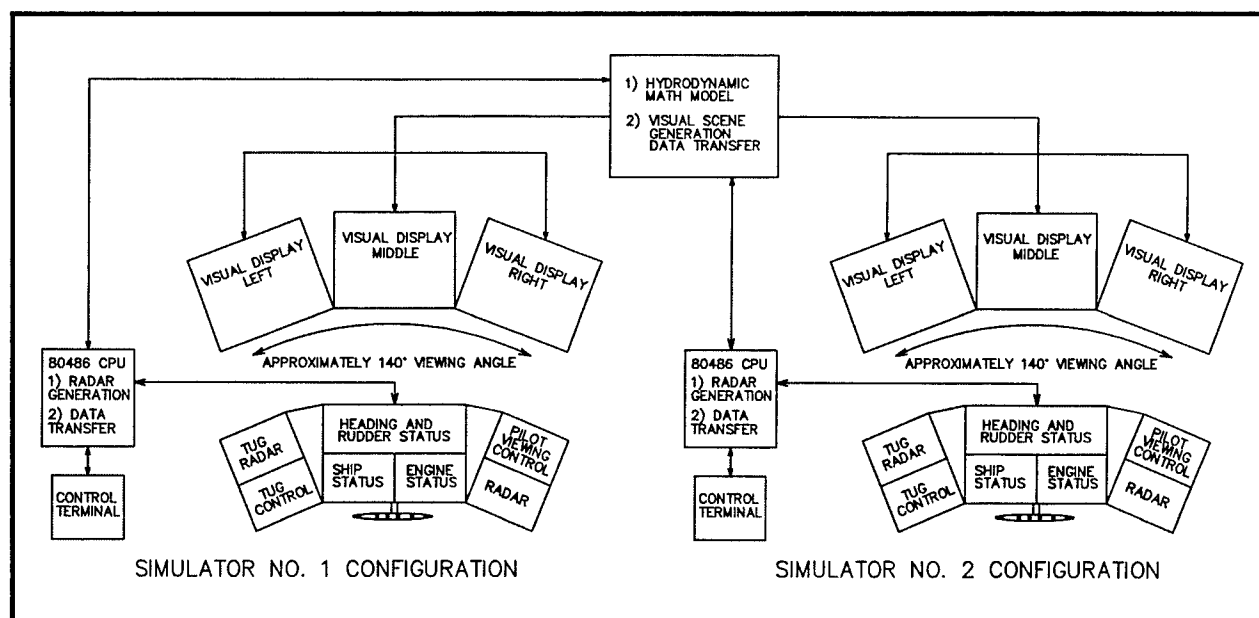 1) HYDRODYNAMIC
MATH MODEL
2) VISUAL SCENE
GENERATION
DATA TRANSFER
VISUAL DISPLAY
LEFT
VISUAL DISPLAY
MIDDLE
VISUAL DISPLAY
RIGHT
APPROXIMATELY 140° VIEWING ANGLE
80486 CPU
1) RADAR
GENERATION
2) DATA
TRANSFER
CONTROL
TERMINAL
TUG
RADAR
TUG
CONTROL
HEADING AND
RUDDER STATUS
SHIP
STATUS
ENGINE
STATUS
PILOT
VIEWING
CONTROL
RADAR
SIMULATOR NO. 1 CONFIGURATION
VISUAL DISPLAY
LEFT
VISUAL DISPLAY
MIDDLE
VISUAL DISPLAY
RIGHT
APPROXIMATELY 140° VIEWING ANGLE
80486 CPU
1) RADAR
GENERATION
2) DATA
TRANSFER
CONTROL
TERMINAL
TUG
RADAR
TUG
CONTROL
HEADING AND
RUDDER STATUS
SHIP
STATUS
ENGINE
STATUS
PILOT
VIEWING
CONTROL
RADAR
SIMULATOR NO. 2 CONFIGURATION